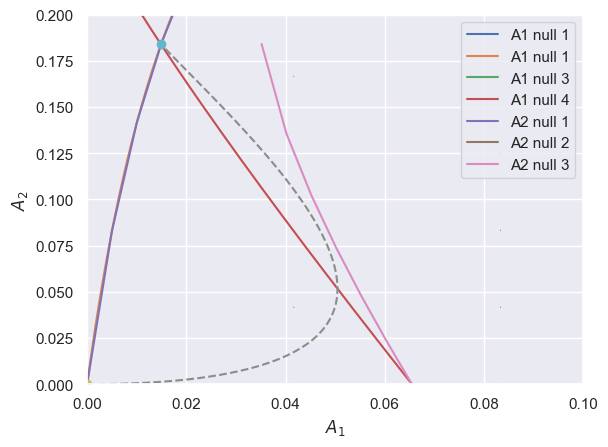 0.200
0.175
0.150
0.125
0.100
0.075
0.050
0.025
0.000
A2
0.00
0.02
0.04
0.06
0.08
0.10
A1
A1 null 1
A1 null 1
A1 null 3
A1 null 4
A2 null 1
A2 null 2
A2 null 3